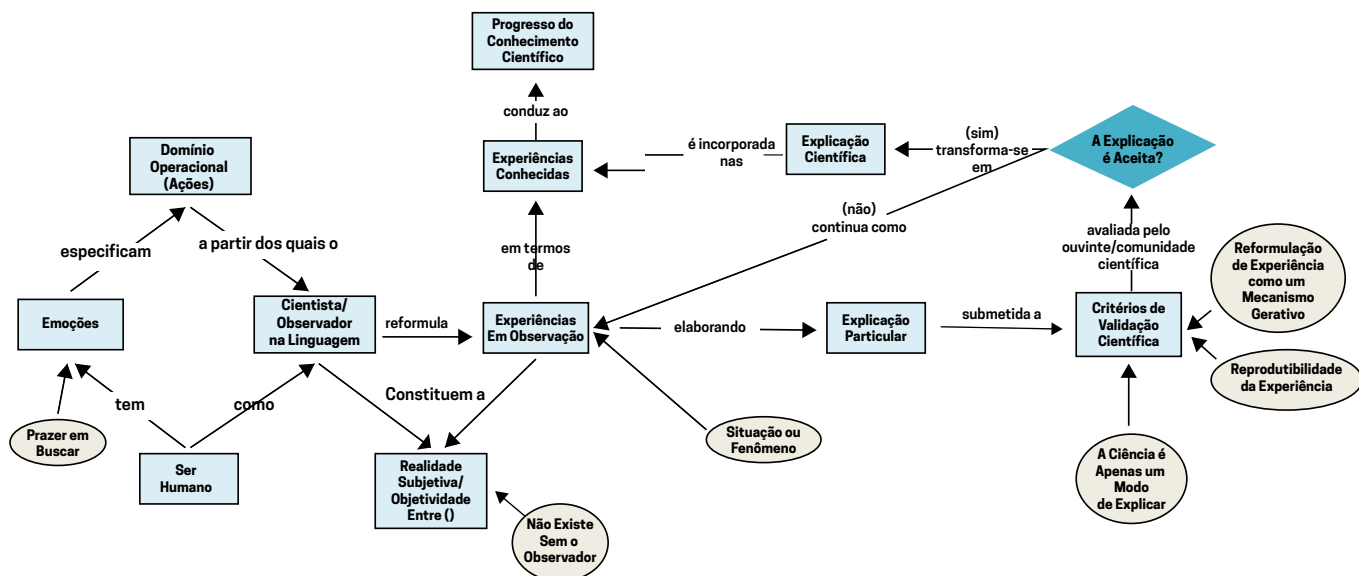 Progresso do
Conhecimento
Científico
conduz ao
Experiências
Conhecidas
é incorporada
nas
Explicação
Científica
(sim)
transforma-se
em
A Explicação
é Aceita?
Domínio
Operacional
(Ações)
especificam
a partir dos quais o
em termos
de
(não)
continua como
avaliada pelo
ouvinte/comunidade
científica
Reformulação
de Experiência
como um
Mecanismo
Gerativo
Emoções
Cientista/
Observador
na Linguagem
reformula
Experiências
Em Observação
elaborando
Explicação
Particular
submetida a
Critérios de
Validação
Científica
Reprodutibilidade
da Experiência
tem
como
Constituem a
Prazer em
Buscar
Ser
Humano
Realidade
Subjetiva/
Objetividade
Entre ()
Não Existe
Sem o
Observador
Situação ou
Fenômeno
A Ciência é
Apenas um
Modo
de Explicar